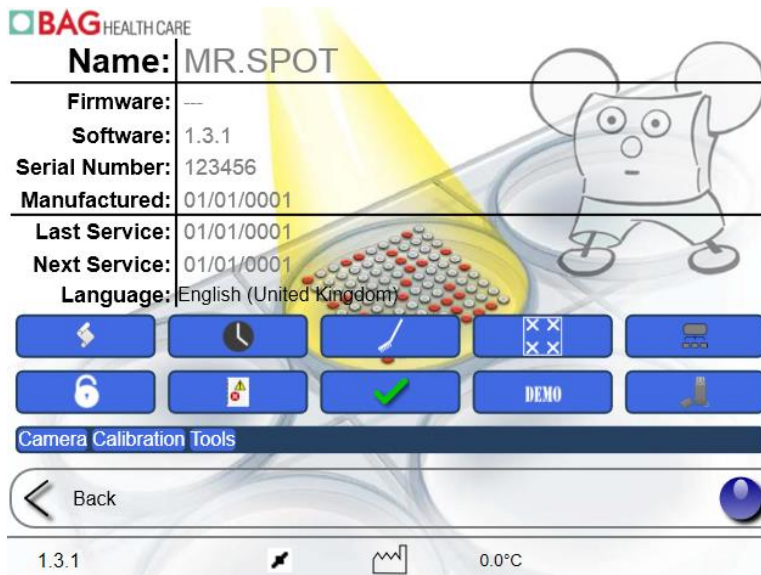 BAG HEALTH CARE
Name: MR.SPOT
Firmware: ---
Software: 1.3.1
Serial Number: 123456
Manufactured: 01/01/0001
Last Service: 01/01/0001
Next Service: 01/01/0001
Language: English (United Kingdom)
DEMO
Camera Calibration Tools
Back
1.3.1 0.0°C